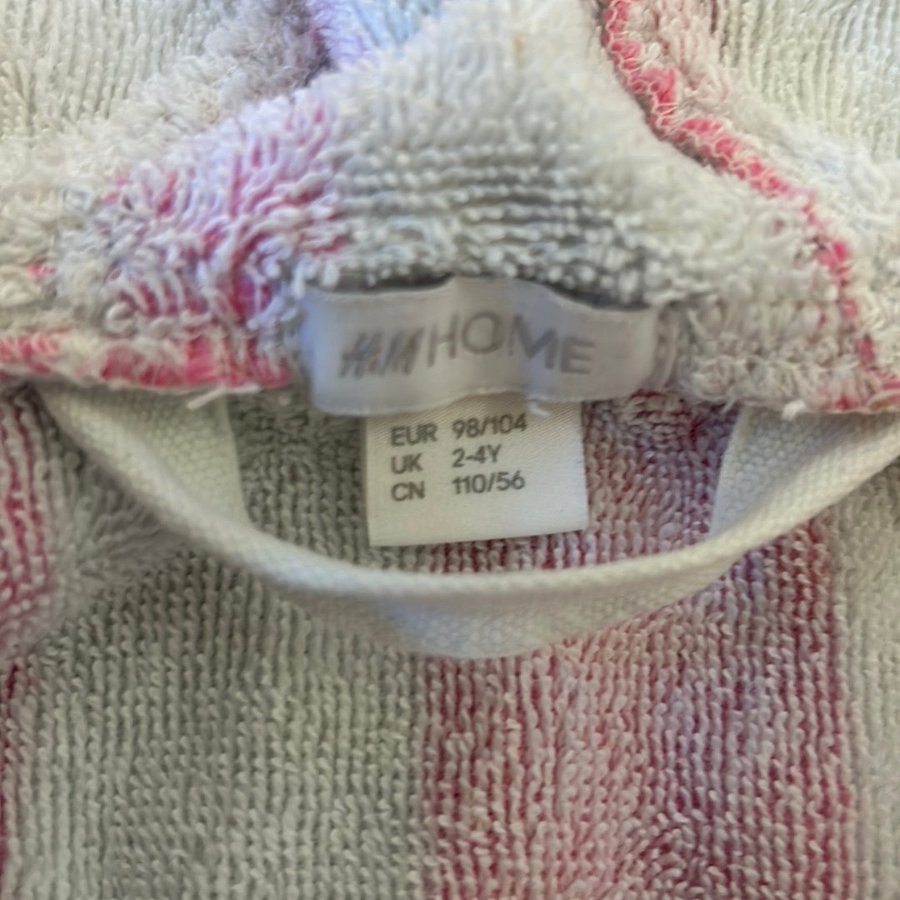 H&M HOME
EUR 98/104
UK 2-4Y
CN 110/56